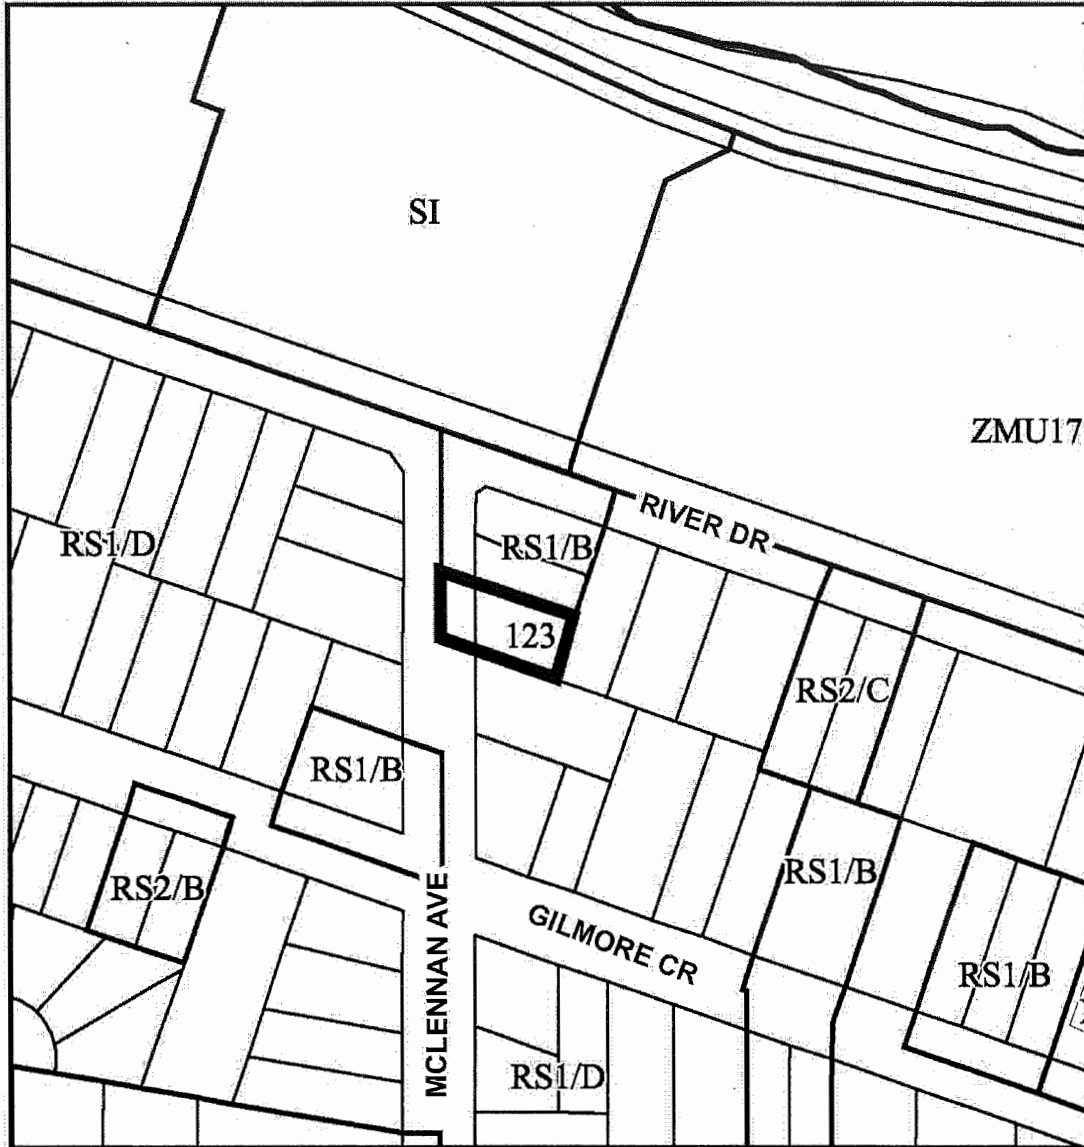 SI
ZMU17
RIVER DR
RS1/D
RS1/B
123
RS2/C
RS1/B
RS1/B
RS2/B
MCLENNAN AVE
GILMORE CR
RS1/B
RS1/D